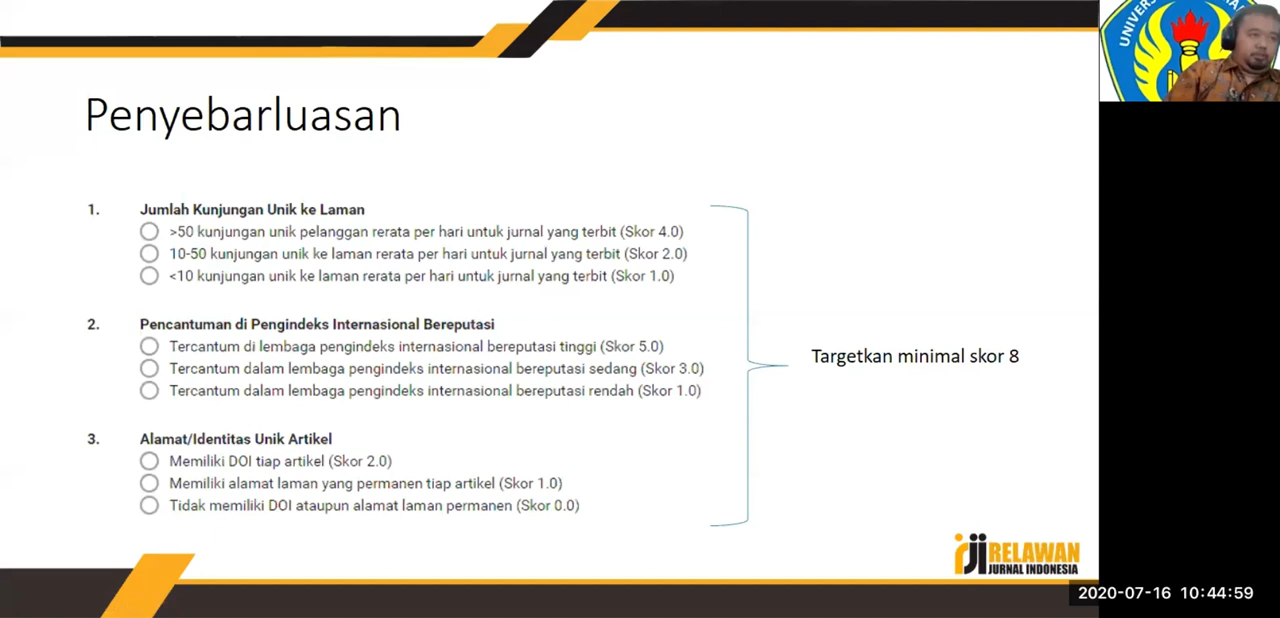 Penyebarluasan
1. Jumlah Kunjungan Unik ke Laman
>50 kunjungan unik pelanggan rerata per hari untuk jurnal yang terbit (Skor 4.0)
10-50 kunjungan unik ke laman rerata per hari untuk jurnal yang terbit (Skor 2.0)
<10 kunjungan unik ke laman rerata per hari untuk jurnal yang terbit (Skor 1.0)
2. Pencantuman di Pengindeks Internasional Bereputasi
Tercantum di lembaga pengindeks internasional bereputasi tinggi (Skor 5.0)
Tercantum dalam lembaga pengindeks internasional bereputasi sedang (Skor 3.0)
Tercantum dalam lembaga pengindeks internasional bereputasi rendah (Skor 1.0)
3. Alamat/Identitas Unik Artikel
Memiliki DOI tiap artikel (Skor 2.0)
Memiliki alamat laman yang permanen tiap artikel (Skor 1.0)
Tidak memiliki DOI ataupun alamat laman permanen (Skor 0.0)
Targetkan minimal skor 8
rji RELAWAN
JURNAL INDONESIA
2020-07-16 10:44:59